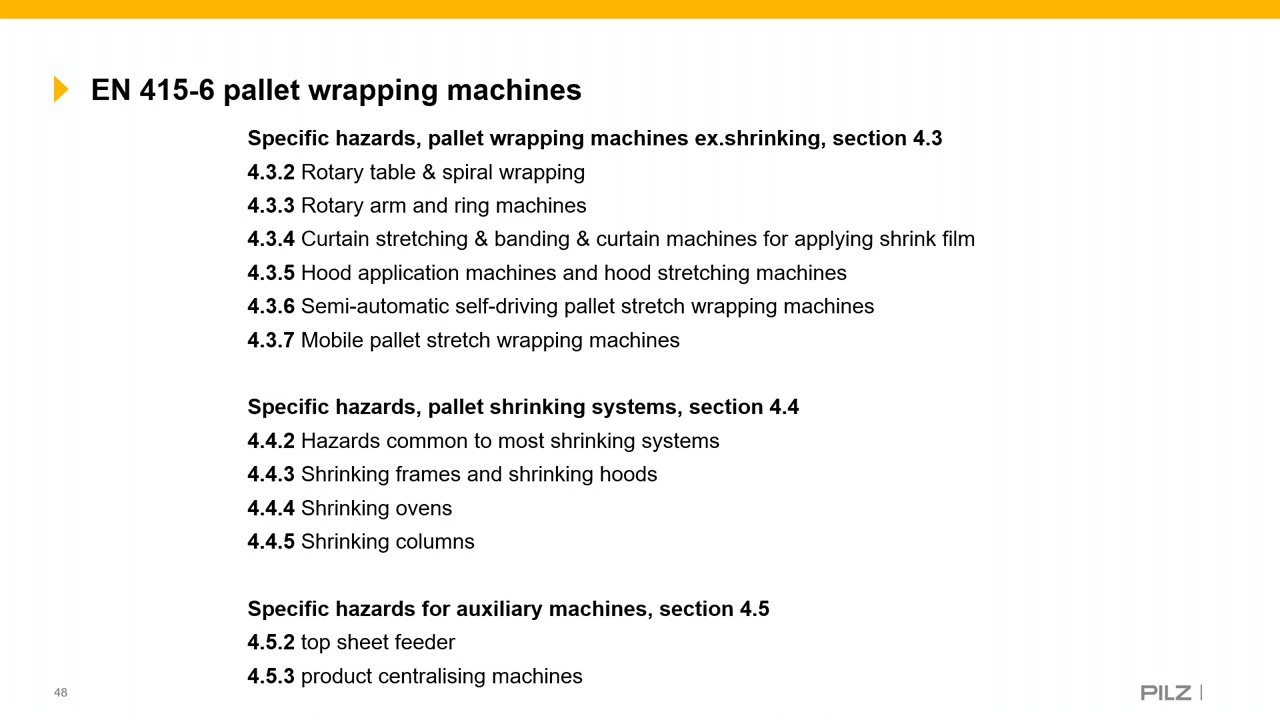 EN 415-6 pallet wrapping machines
Specific hazards, pallet wrapping machines ex.shrinking, section 4.3
4.3.2 Rotary table & spiral wrapping
4.3.3 Rotary arm and ring machines
4.3.4 Curtain stretching & banding & curtain machines for applying shrink film
4.3.5 Hood application machines and hood stretching machines
4.3.6 Semi-automatic self-driving pallet stretch wrapping machines
4.3.7 Mobile pallet stretch wrapping machines
Specific hazards, pallet shrinking systems, section 4.4
4.4.2 Hazards common to most shrinking systems
4.4.3 Shrinking frames and shrinking hoods
4.4.4 Shrinking ovens
4.4.5 Shrinking columns
Specific hazards for auxiliary machines, section 4.5
4.5.2 top sheet feeder
4.5.3 product centralising machines
48
PILZ |